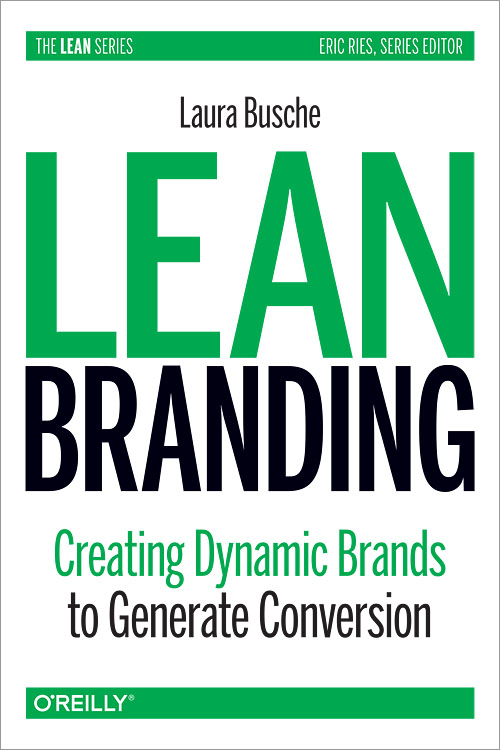 THE LEAN SERIES ERIC RIES, SERIES EDITOR
Laura Busche
LEAN
BRANDING
Creating Dynamic Brands
to Generate Conversion
O'REILLY®